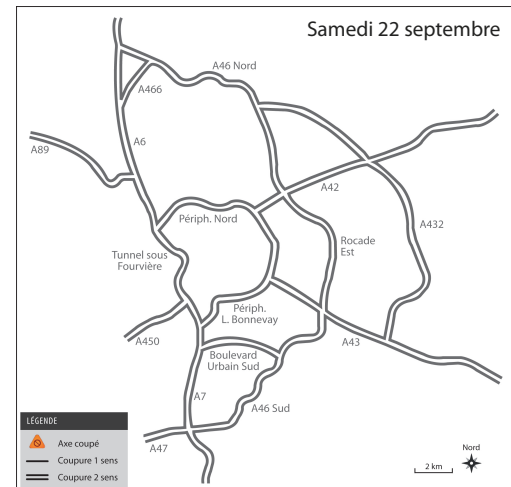 Samedi 22 septembre
A46 Nord
A466
A6
A89
A42
Périph. Nord
A432
Rocade
Est
Tunnel sous
Fourvière
Périph.
L. Bonnevay
A450
A43
Boulevard
Urbain Sud
A7
A46 Sud
A47
LÉGENDE
Axe coupé
Coupure 1 sens
Coupure 2 sens
Nord
2 km